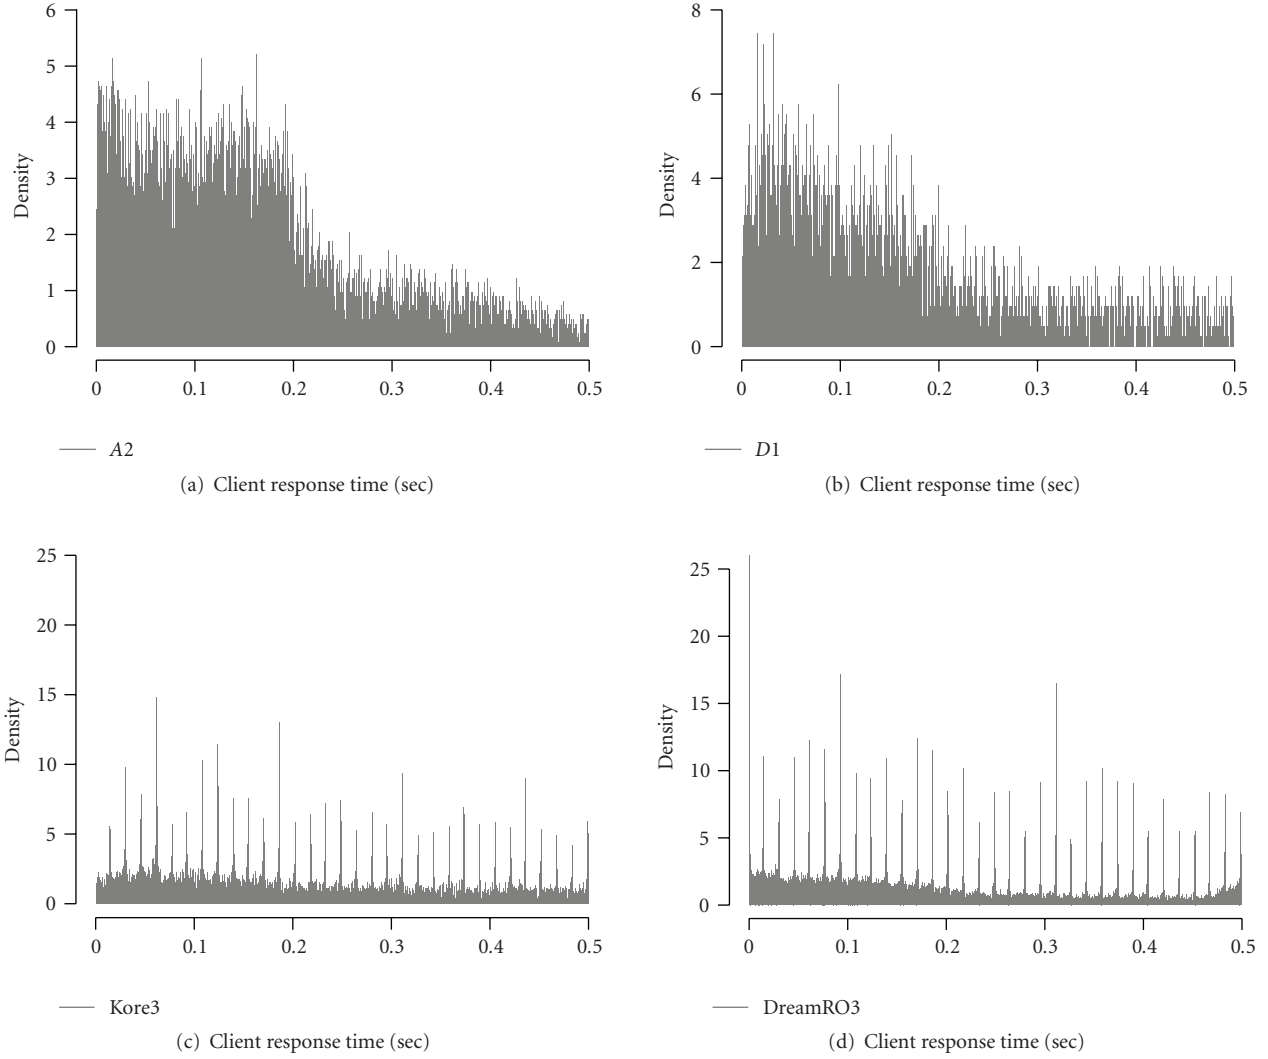 6
5
4
3
2
1
0
Density
0 0.1 0.2 0.3 0.4 0.5
A2
(a) Client response time (sec)
8
6
4
2
0
Density
0 0.1 0.2 0.3 0.4 0.5
D1
(b) Client response time (sec)
25
20
15
10
5
0
Density
0 0.1 0.2 0.3 0.4 0.5
Kore3
(c) Client response time (sec)
25
20
15
10
5
0
Density
0 0.1 0.2 0.3 0.4 0.5
DreamRO3
(d) Client response time (sec)